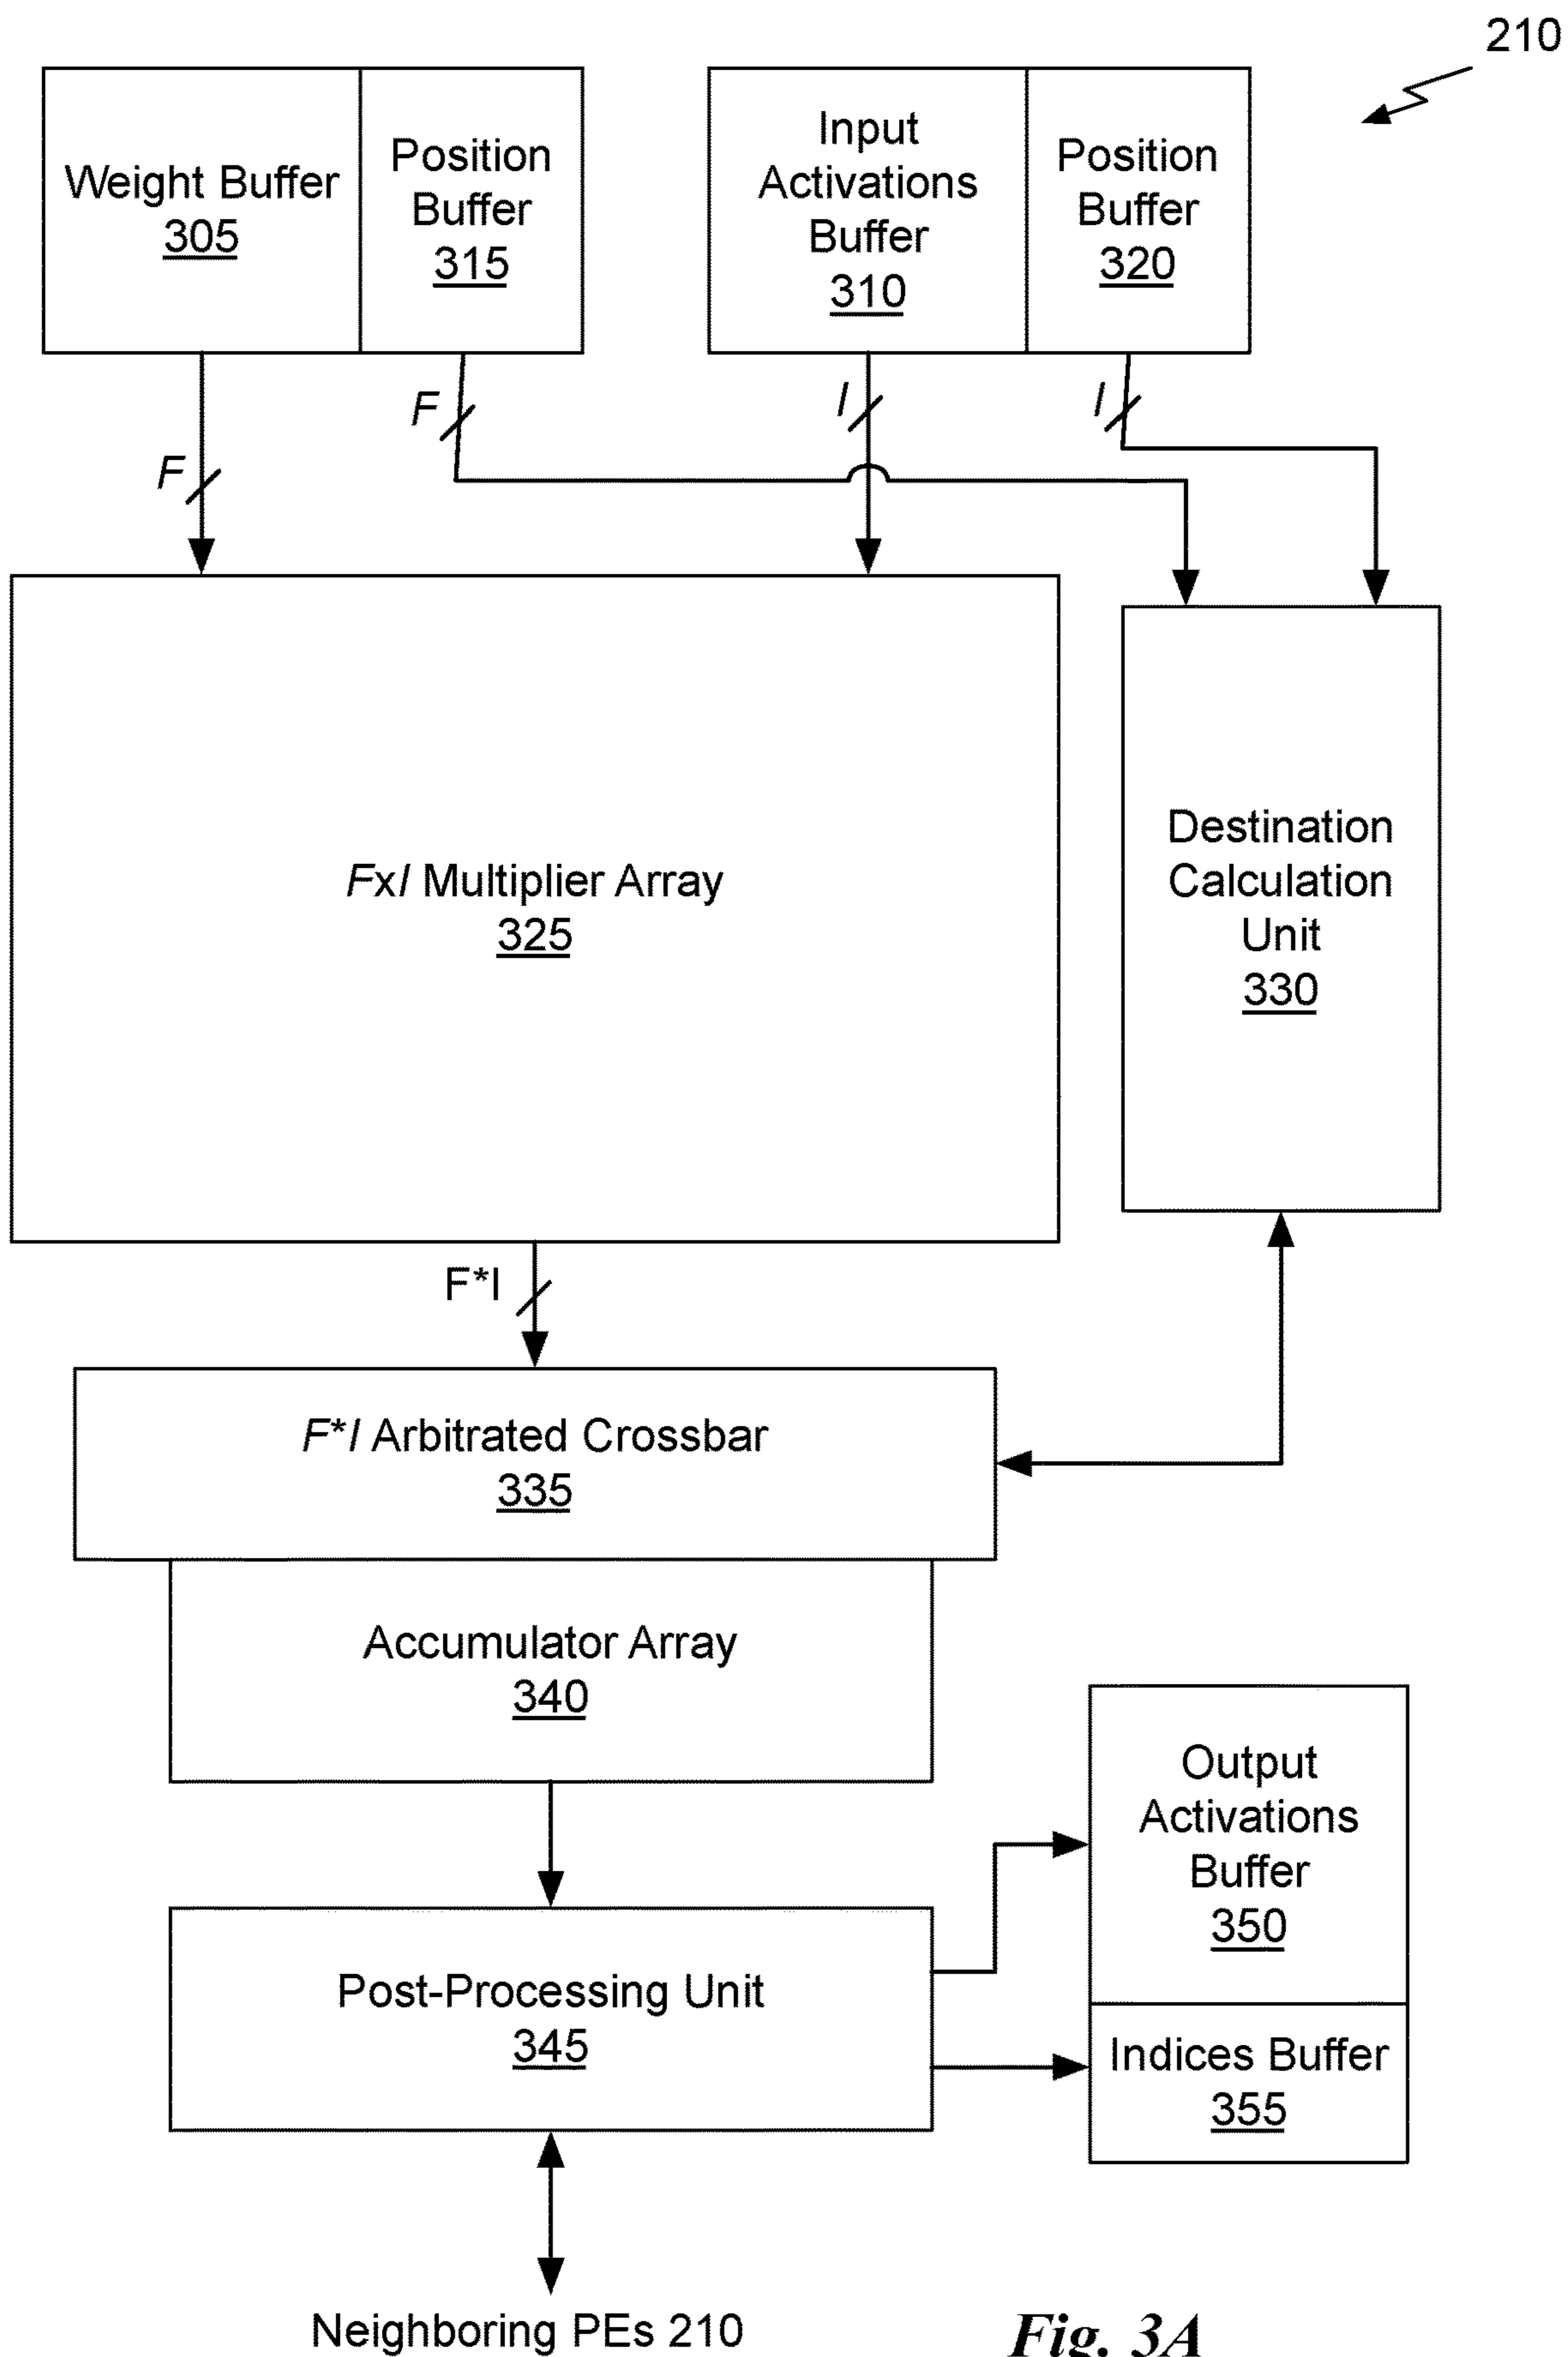 210
Weight Buffer
305
Position
Buffer
315
Input
Activations
Buffer
310
Position
Buffer
320
F
F
I
I
FxI Multiplier Array
325
Destination
Calculation
Unit
330
F*I
F*I Arbitrated Crossbar
335
Accumulator Array
340
Output
Activations
Buffer
350
Post-Processing Unit
345
Indices Buffer
355
Neighboring PEs 210
Fig. 3A